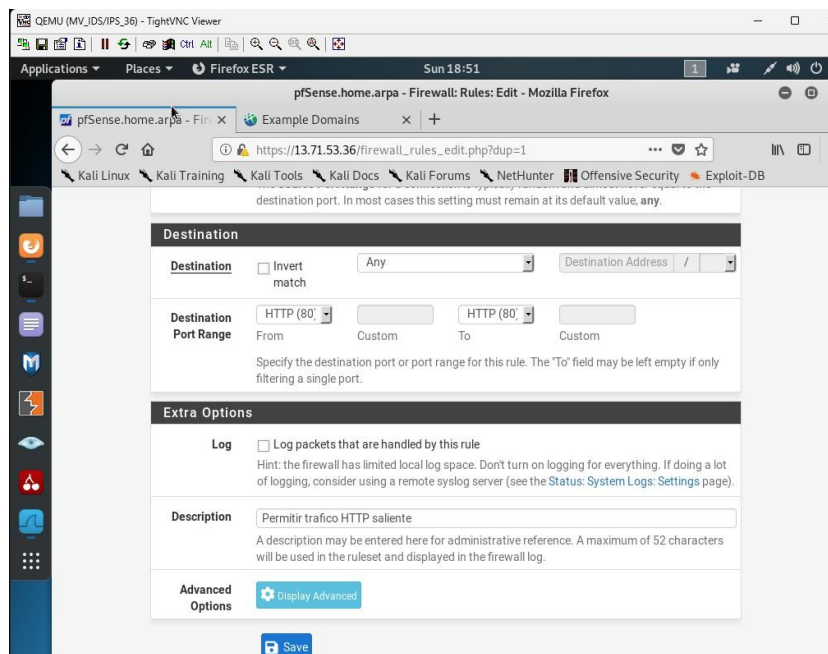 QEMU (MV_IDS/IPS_36) - TightVNC Viewer
Ctrl Alt
Applications Places Firefox ESR Sun 18:51 1
pfSense.home.arpa - Firewall: Rules: Edit - Mozilla Firefox
pfSense.home.arpa - Fir × Example Domains × +
https://13.71.53.36/firewall_rules_edit.php?dup=1
Kali Linux Kali Training Kali Tools Kali Docs Kali Forums NetHunter Offensive Security Exploit-DB
destination port. In most cases this setting must remain at its default value, any.
Destination
Destination Invert match Any Destination Address /
Destination Port Range HTTP (80) HTTP (80)
From Custom To Custom
Specify the destination port or port range for this rule. The "To" field may be left empty if only
filtering a single port.
Extra Options
Log Log packets that are handled by this rule
Hint: the firewall has limited local log space. Don't turn on logging for everything. If doing a lot
of logging, consider using a remote syslog server (see the Status: System Logs: Settings page).
Description Permitir trafico HTTP saliente
A description may be entered here for administrative reference. A maximum of 52 characters
will be used in the ruleset and displayed in the firewall log.
Advanced Options Display Advanced
Save